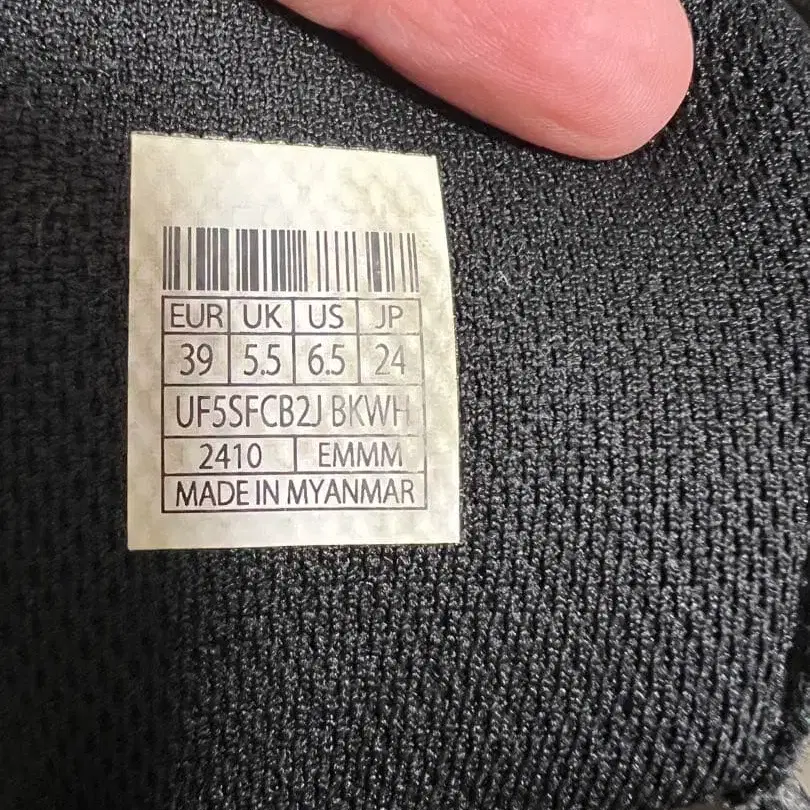 EUR UK US JP
39 5.5 6.5 24
UF5SFCB2J BKWH
2410 EMMM
MADE IN MYANMAR